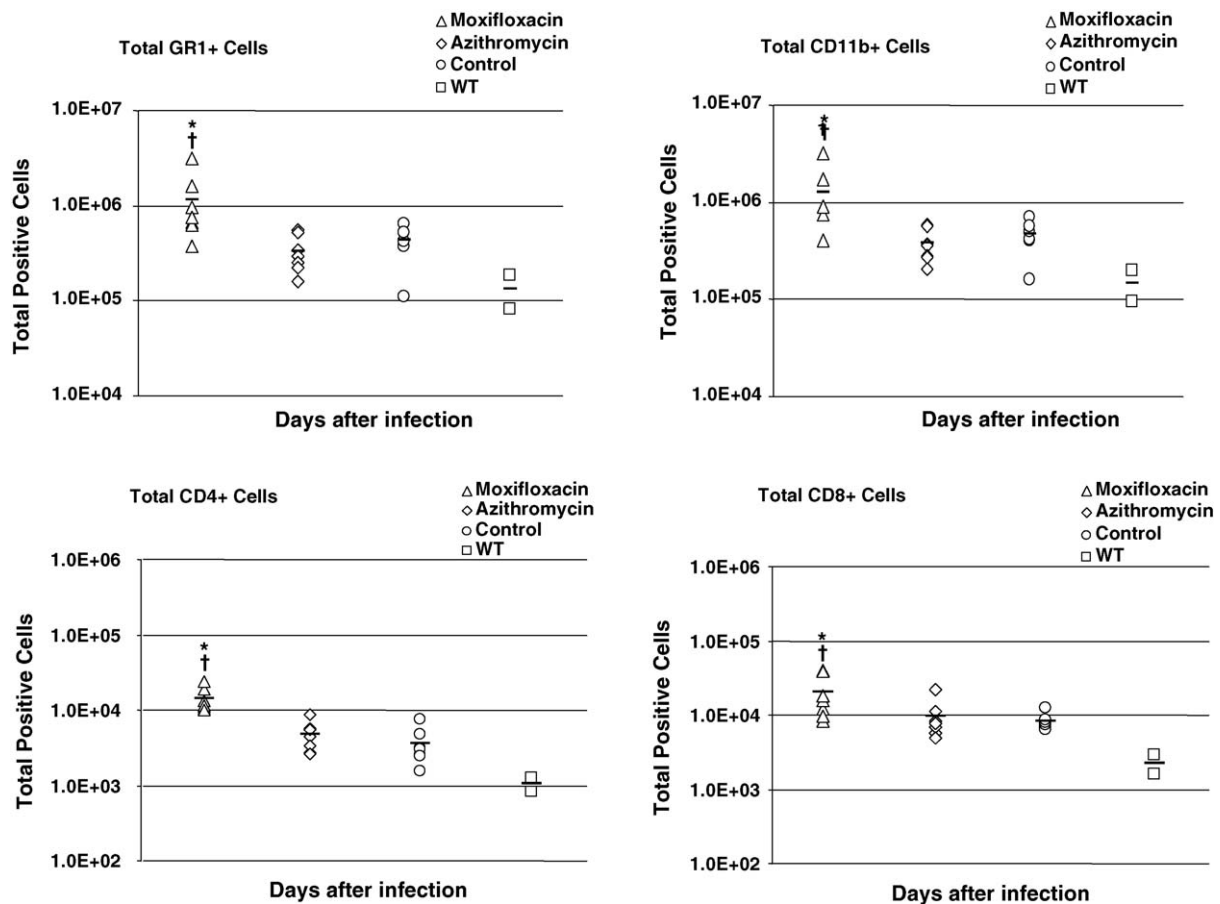 Total GR1+ Cells
△ Moxifloxacin
◇ Azithromycin
○ Control
□ WT
Total Positive Cells
1.0E+07
1.0E+06
1.0E+05
1.0E+04
*
†
Days after infection
Total CD11b+ Cells
△ Moxifloxacin
◇ Azithromycin
○ Control
□ WT
Total Positive Cells
1.0E+07
1.0E+06
1.0E+05
1.0E+04
*
†
Days after infection
Total CD4+ Cells
△ Moxifloxacin
◇ Azithromycin
○ Control
□ WT
Total Positive Cells
1.0E+06
1.0E+05
1.0E+04
1.0E+03
1.0E+02
*
†
Days after infection
Total CD8+ Cells
△ Moxifloxacin
◇ Azithromycin
○ Control
□ WT
Total Positive Cells
1.0E+06
1.0E+05
1.0E+04
1.0E+03
1.0E+02
*
†
Days after infection